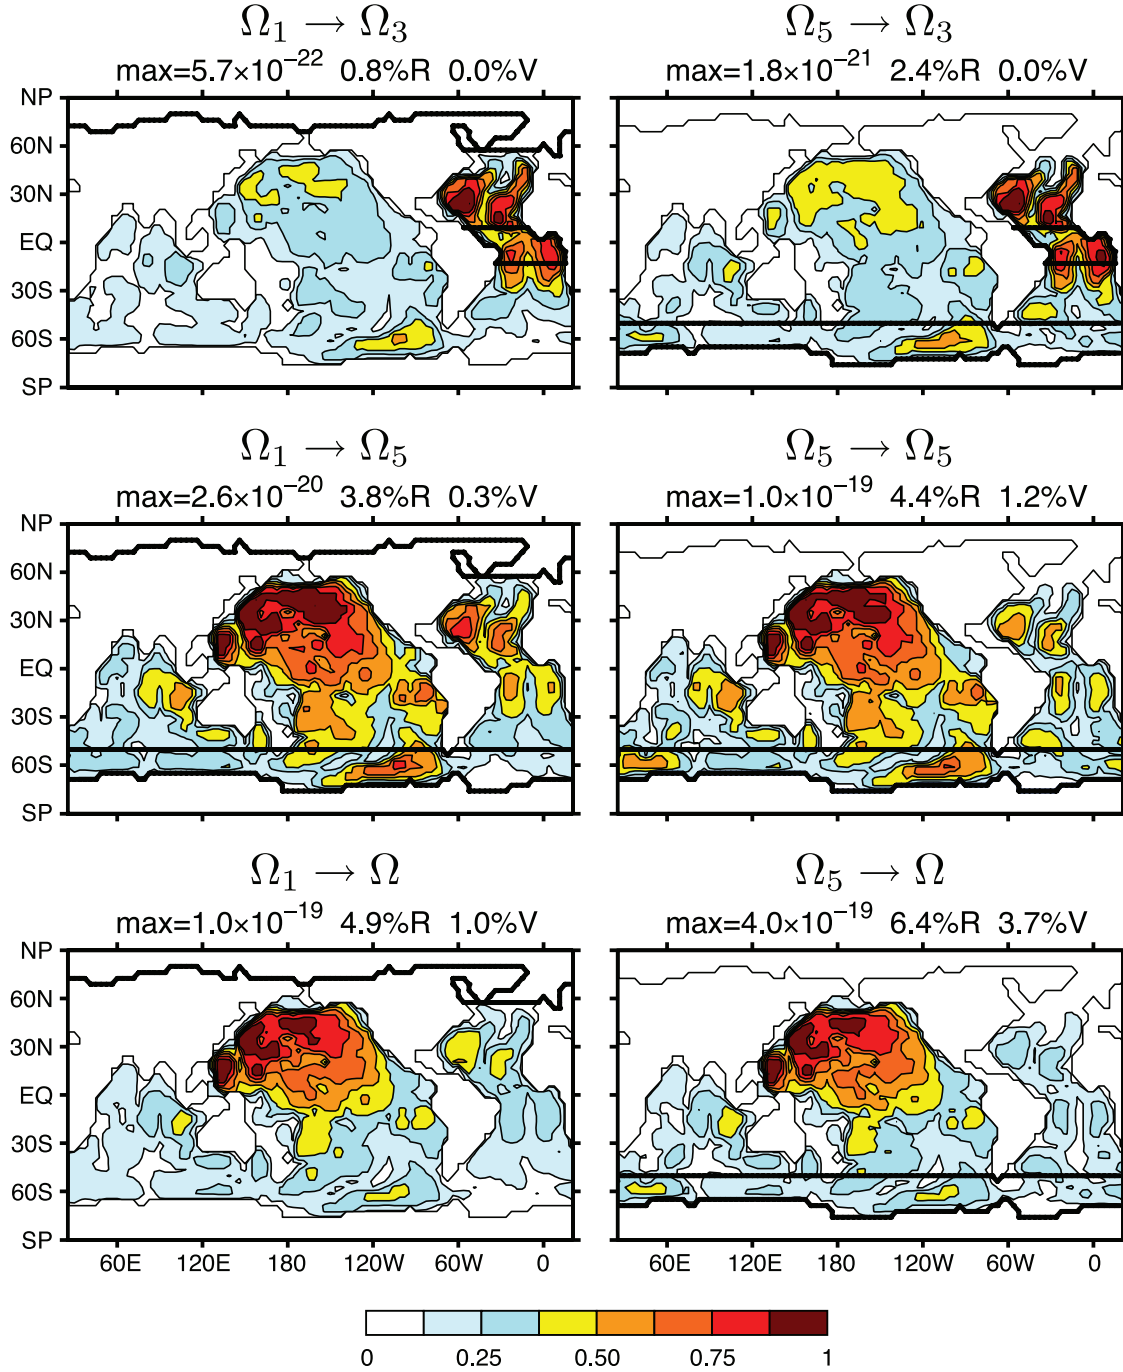 Ω₁ → Ω₃
max=5.7×10⁻²² 0.8%R 0.0%V
Ω₅ → Ω₃
max=1.8×10⁻²¹ 2.4%R 0.0%V
NP
60N
30N
EQ
30S
60S
SP
Ω₁ → Ω₅
max=2.6×10⁻²⁰ 3.8%R 0.3%V
Ω₅ → Ω₅
max=1.0×10⁻¹⁹ 4.4%R 1.2%V
NP
60N
30N
EQ
30S
60S
SP
Ω₁ → Ω
max=1.0×10⁻¹⁹ 4.9%R 1.0%V
Ω₅ → Ω
max=4.0×10⁻¹⁹ 6.4%R 3.7%V
NP
60N
30N
EQ
30S
60S
SP
60E 120E 180 120W 60W 0
60E 120E 180 120W 60W 0
0 0.25 0.50 0.75 1